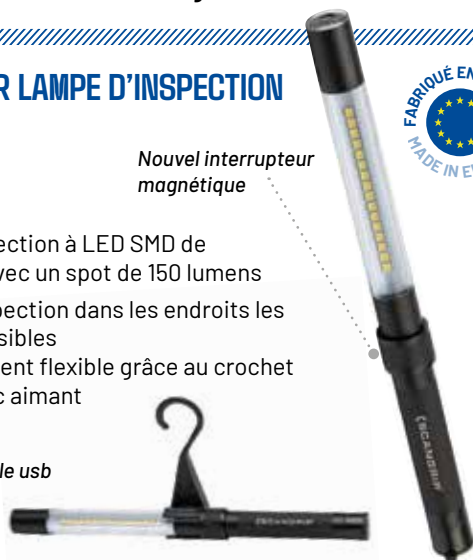 R LAMPE D'INSPECTION
FABRIQUÉ EN
MADE IN E
Nouvel interrupteur
magnétique
ection à LED SMD de
vec un spot de 150 lumens
pection dans les endroits les
sibles
ent flexible grâce au crochet
c aimant
le usb
SCANGRIP
SCANGRIP